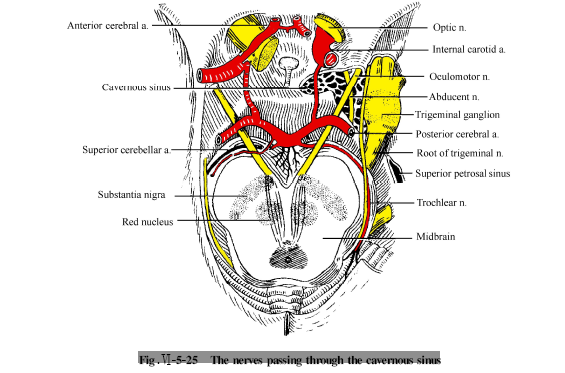 Anterior cerebral a.
Cavernous sinus
Superior cerebellar a.
Substantia nigra
Red nucleus
Optic n.
Internal carotid a.
Oculomotor n.
Abducent n.
Trigeminal ganglion
Posterior cerebral a.
Root of trigeminal n.
Superior petrosal sinus
Trochlear n.
Midbrain
Fig.Ⅵ-5-25 The nerves passing through the cavernous sinus